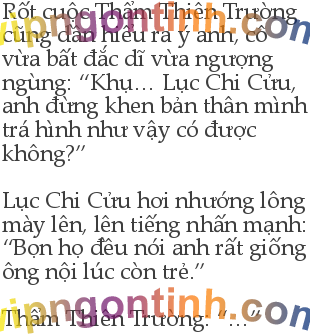 Rốt cuộc Thẩm Thiên Trường
cũng dần hiểu ra ý anh, cô
vừa bất đắc dĩ vừa ngượng
ngùng: “Khụ… Lục Chi Cửu,
anh đừng khen bản thân mình
trá hình như vậy có được
không?”
Lục Chi Cửu hơi nhướng lông
mày lên, lên tiếng nhấn mạnh:
“Bọn họ đều nói anh rất giống
ông nội lúc còn trẻ.”
vipngontinh.com
Thẩm Thiên Trường: “…“